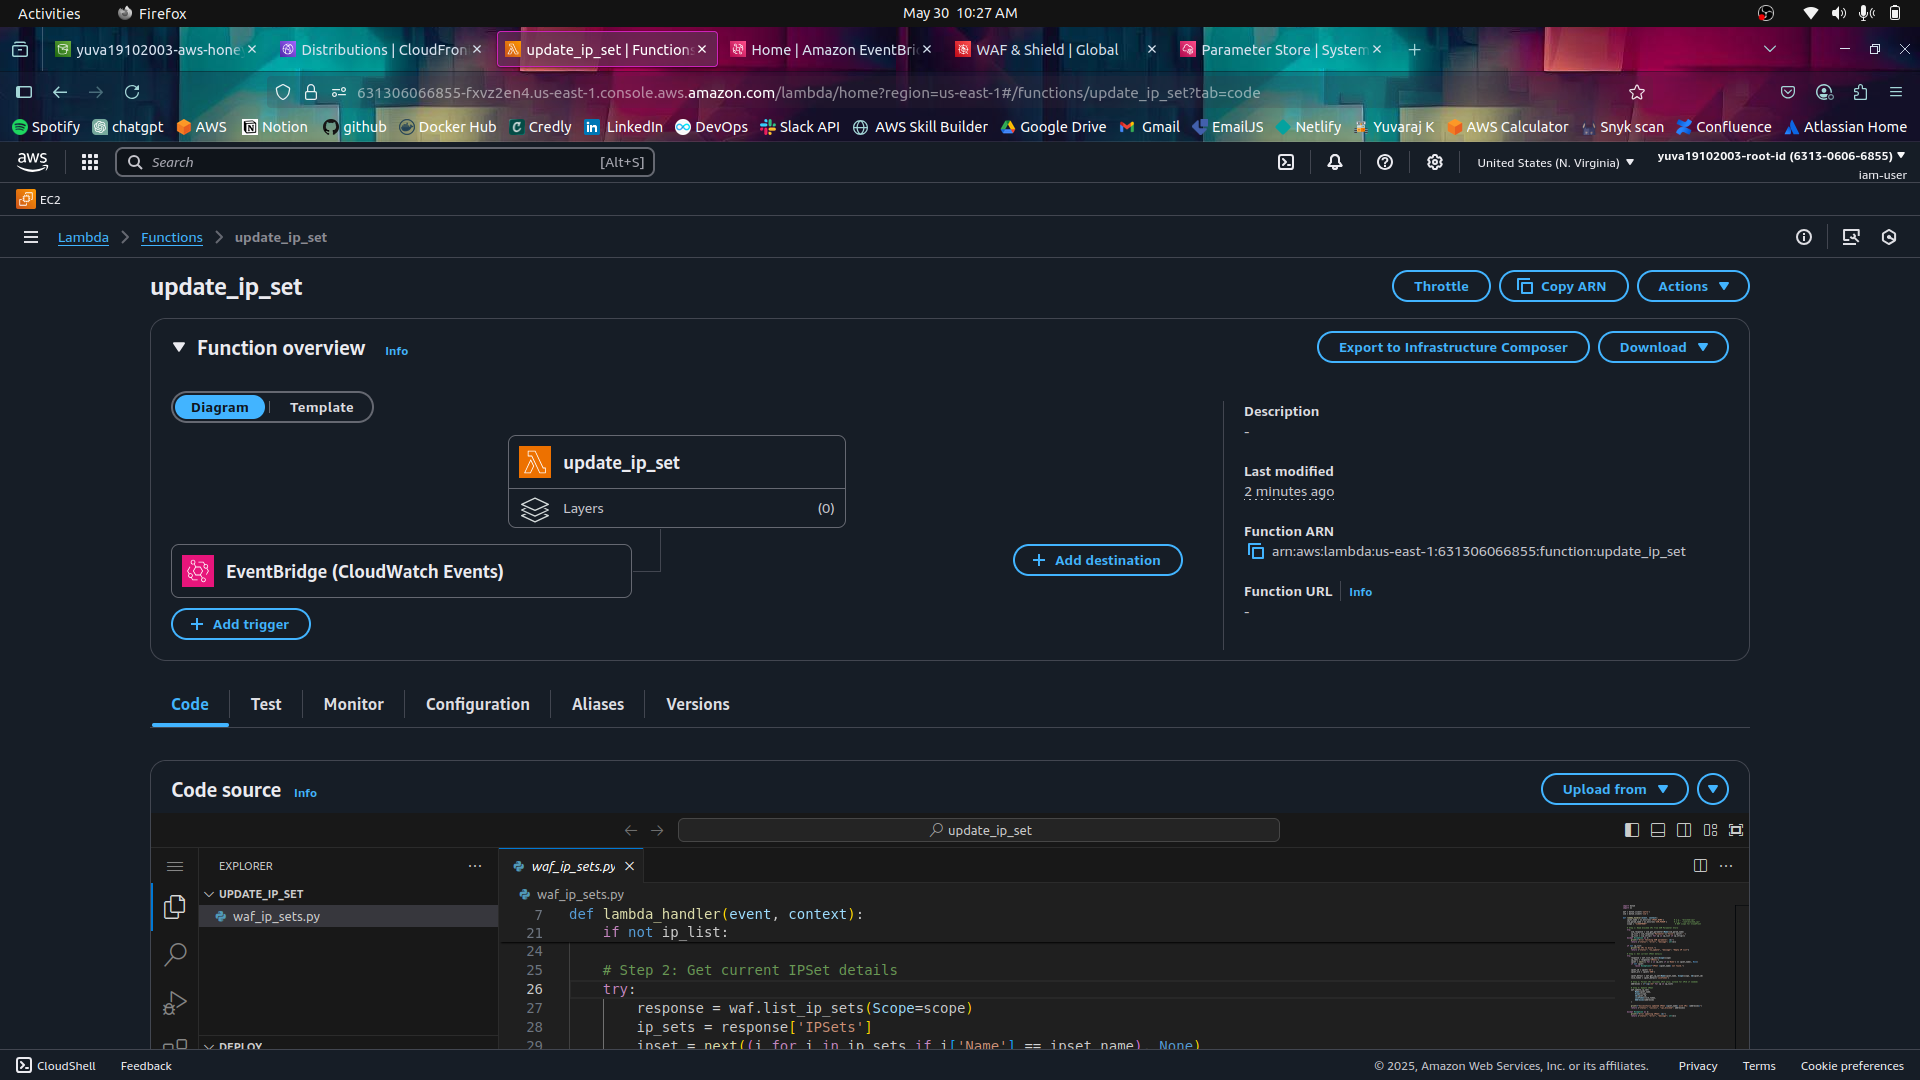 Activities
Firefox
May 30 10:27 AM
yuva19102003-aws-hone
Distributions | CloudFron
update_ip_set | Functions
Home | Amazon EventBri
WAF & Shield | Global
Parameter Store | System
631306066855-fxvz2en4.us-east-1.console.aws.amazon.com/lambda/home?region=us-east-1#/functions/update_ip_set?tab=code
Spotify
chatgpt
AWS
Notion
github
Docker Hub
Credly
LinkedIn
DevOps
Slack API
AWS Skill Builder
Google Drive
Gmail
EmailJS
Netlify
Yuvaraj K
AWS Calculator
Snyk scan
Confluence
Atlassian Home
aws
Search
[Alt+S]
United States (N. Virginia)
yuva19102003-root-id (6313-0606-6855)
iam-user
EC2
Lambda
Functions
update_ip_set
update_ip_set
Throttle
Copy ARN
Actions
Function overview
Info
Export to Infrastructure Composer
Download
Diagram
Template
update_ip_set
Layers
(0)
EventBridge (CloudWatch Events)
Add trigger
Add destination
Description
-
Last modified
2 minutes ago
Function ARN
arn:aws:lambda:us-east-1:631306066855:function:update_ip_set
Function URL
Info
-
Code
Test
Monitor
Configuration
Aliases
Versions
Code source
Info
Upload from
update_ip_set
EXPLORER
UPDATE_IP_SET
waf_ip_sets.py
DEPLOY
waf_ip_sets.py
waf_ip_sets.py
7 def lambda_handler(event, context):
21 if not ip_list:
24
25 # Step 2: Get current IPSet details
26 try:
27 response = waf.list_ip_sets(Scope=scope)
28 ip_sets = response['IPSets']
29 ipset = next((i for i in ip_sets if i['Name'] == ipset_name), None)
CloudShell
Feedback
© 2025, Amazon Web Services, Inc. or its affiliates.
Privacy
Terms
Cookie preferences